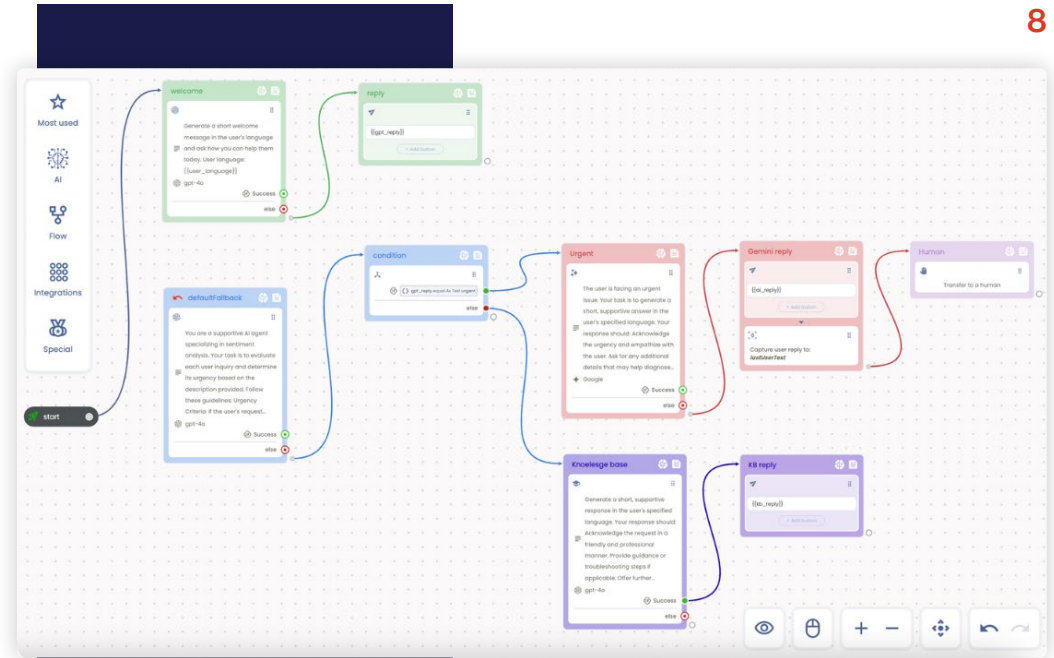 8
Most used
AI
Flow
Integrations
Special
start
welcome
Generate a short welcome
message in the user's language
and ask how you can help them
today. User language:
{{user_language}}
gpt-4o
Success
else
reply
{{gpt_reply}}
+ Add button
defaultFallback
You are a supportive AI agent
specializing in sentiment
analysis. Your task is to evaluate
each user inquiry and determine
its urgency based on the
description provided. Follow
these guidelines: Urgency
Criteria If the user's request...
gpt-4o
Success
else
condition
gpt_reply equal to Text urgent
else
Urgent
The user is facing an urgent
issue. Your task is to generate a
short, supportive answer in the
user's specified language. Your
response should: Acknowledge
the urgency and empathize with
the user. Ask for any additional
details that may help diagnose...
Google
Success
else
Gemini reply
{{ai_reply}}
+ Add button
Capture user reply to:
lastUserText
Human
Transfer to a human
Knoelesge base
Generate a short, supportive
response in the user's specified
language. Your response should
Acknowledge the request in a
friendly and professional
manner. Provide guidance or
troubleshooting steps if
applicable. Offer further...
gpt-4o
Success
else
KB reply
{{kb_reply}}
+ Add button